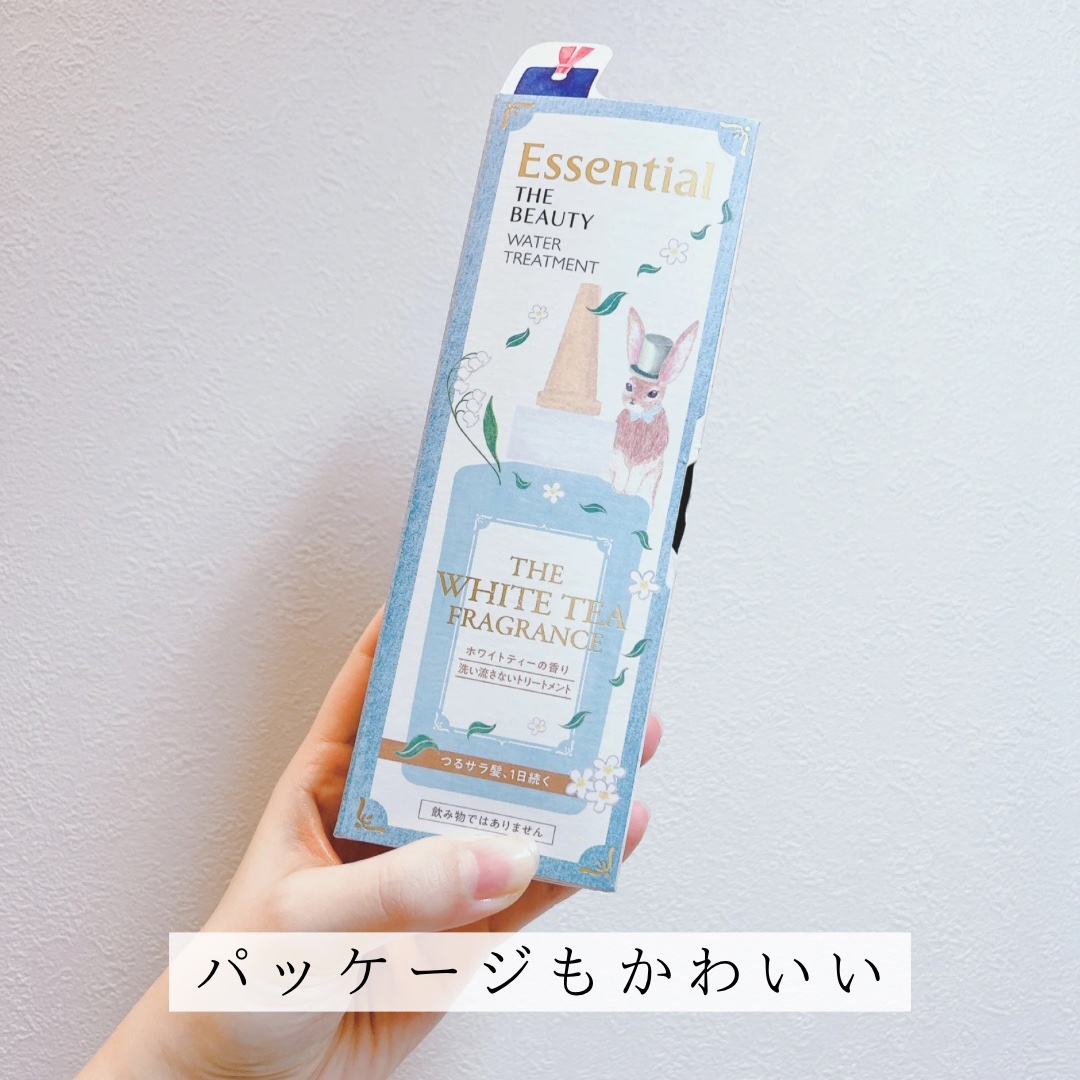 Essential
THE
BEAUTY
WATER
TREATMENT
THE
WHITE TEA
FRAGRANCE
ホワイトティーの香り
洗い流さないトリートメント
つるサラ髪、1日続く
飲み物ではありません
パッケージもかわいい